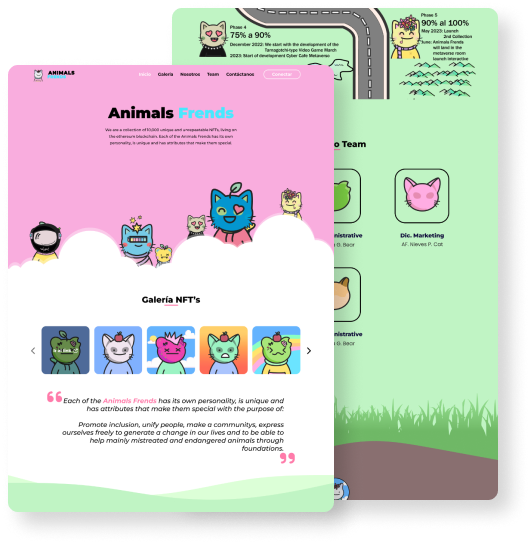 ANIMALS
Inicio Galería Nosotros Team Contáctanos
Animals Frends
We are a collection of 10,000 unique and unrepeatable NFTs, living on
the ethereum blockchain. Each of the Animals Frends has its own
personality, is unique and has attributes that make them special.
Galería NFT's
Each of the Animals Frends has its own personality, is unique and
has attributes that make them special with the purpose of:
Promote inclusion, unify people, make a communitys, express
ourselves freely to generate a change in our lives and to be able to
help mainly mistreated and endangered animals through
foundations.
Phase 4
75% a 90%
December 2022: We start with the development of the
Tamagotchi-type Video Game March
2023: Start of development Cyber Cafe Metaverse
Phase 5
90% al 100%
May 2023: Launch
2nd Collection
June: Animals Frends
will land in the
metaverse room
launch interactive
o Team
ministrative
G. Bear
Dic. Marketing
AF. Nieves P. Cat
ministrative
G. Bear